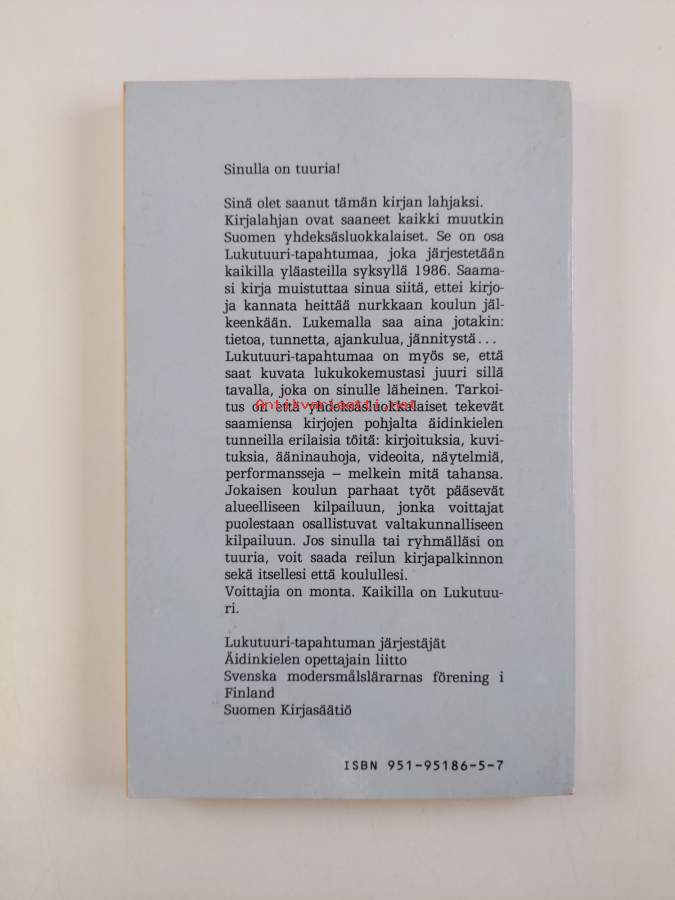 Sinulla on tuuria!
Sinä olet saanut tämän kirjan lahjaksi.
Kirjalahjan ovat saaneet kaikki muutkin
Suomen yhdeksäsluokkalaiset. Se on osa
Lukutuuri-tapahtumaa, joka järjestetään
kaikilla yläasteilla syksyllä 1986. Saama-
si kirja muistuttaa sinua siitä, ettei kirjo-
ja kannata heittää nurkkaan koulun jäl-
keenkään. Lukemalla saa aina jotakin:
tietoa, tunnetta, ajankulua, jännitystä...
Lukutuuri-tapahtumaa on myös se, että
saat kuvata lukukokemustasi juuri sillä
tavalla, joka on sinulle läheinen. Tarkoi-
tus on että yhdeksäsluokkalaiset tekevät
Antikvariaatti.net
saamiensa kirjojen pohjalta äidinkielen
tunneilla erilaisia töitä: kirjoituksia, kuvi-
tuksia, ääninauhoja, videoita, näytelmiä,
performansseja – melkein mitä tahansa.
Jokaisen koulun parhaat työt pääsevät
alueelliseen kilpailuun, jonka voittajat
puolestaan osallistuvat valtakunnalliseen
kilpailuun. Jos sinulla tai ryhmälläsi on
tuuria, voit saada reilun kirjapalkinnon
sekä itsellesi että koulullesi.
Voittajia on monta. Kaikilla on Lukutuu-
ri.
Lukutuuri-tapahtuman järjestäjät
Äidinkielen opettajain liitto
Svenska modersmålslärarnas förening i
Finland
Suomen Kirjasäätiö
ISBN 951-95186-5-7